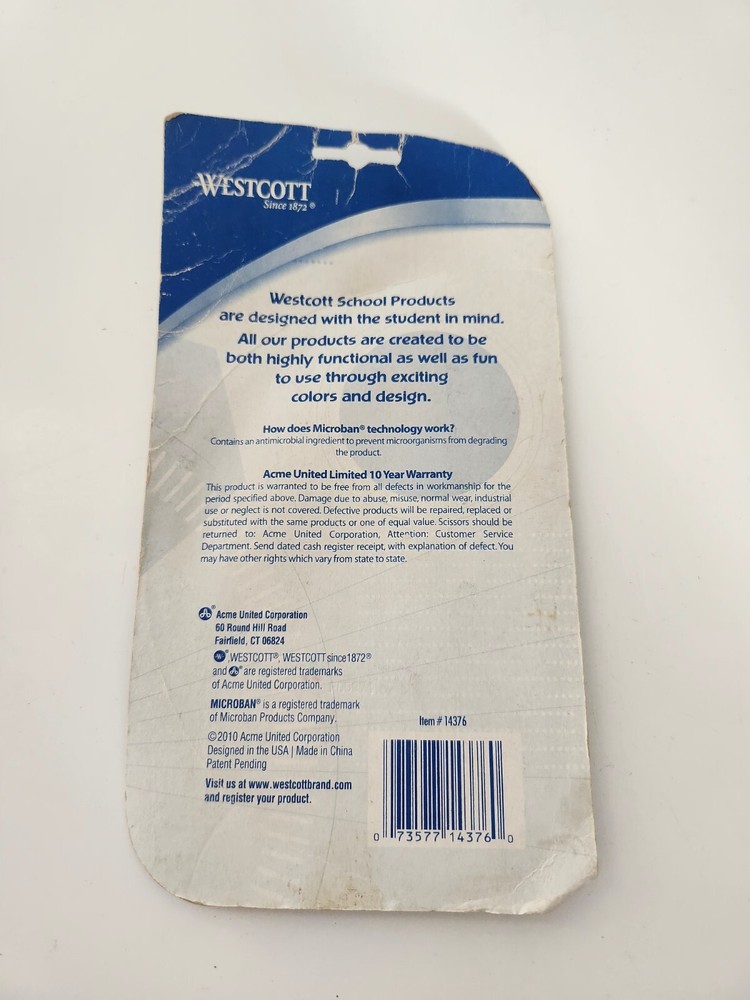 WESTCOTT
Since 1872 ®
Westcott School Products
are designed with the student in mind.
All our products are created to be
both highly functional as well as fun
to use through exciting
colors and design.
How does Microban® technology work?
Contains an antimicrobial ingredient to prevent microorganisms from degrading
the product.
Acme United Limited 10 Year Warranty
This product is warranted to be free from all defects in workmanship for the
period specified above. Damage due to abuse, misuse, normal wear, industrial
use or neglect is not covered. Defective products will be repaired, replaced or
substituted with the same products or one of equal value. Scissors should be
returned to: Acme United Corporation, Attention: Customer Service
Department. Send dated cash register receipt, with explanation of defect. You
may have other rights which vary from state to state.
® Acme United Corporation
60 Round Hill Road
Fairfield, CT 06824
®, WESTCOTT®, WESTCOTT since1872®
and ® are registered trademarks
of Acme United Corporation.
MICROBAN® is a registered trademark
of Microban Products Company.
©2010 Acme United Corporation
Designed in the USA | Made in China
Patent Pending
Visit us at www.westcottbrand.com
and register your product.
Item # 14376
0 73577 14376 0